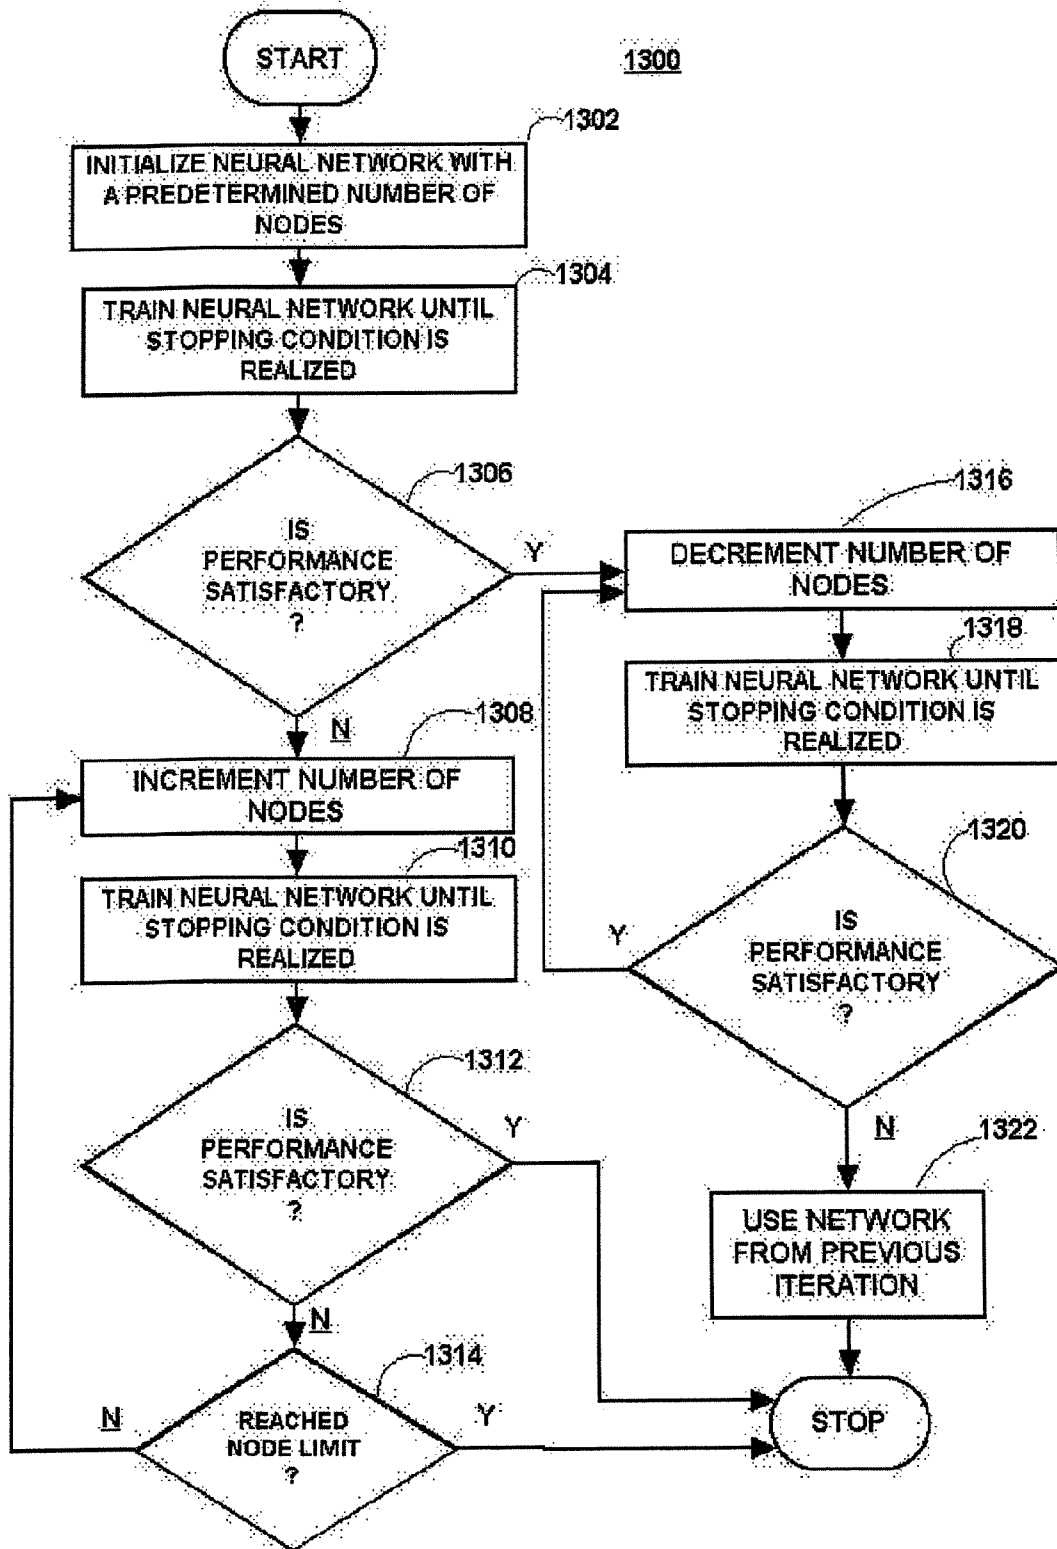 START
1300
1302
INITIALIZE NEURAL NETWORK WITH
A PREDETERMINED NUMBER OF
NODES
1304
TRAIN NEURAL NETWORK UNTIL
STOPPING CONDITION IS
REALIZED
1306
IS
PERFORMANCE
SATISFACTORY
?
Y
N
1316
DECREMENT NUMBER OF
NODES
1318
TRAIN NEURAL NETWORK UNTIL
STOPPING CONDITION IS
REALIZED
1308
INCREMENT NUMBER OF
NODES
1310
TRAIN NEURAL NETWORK UNTIL
STOPPING CONDITION IS
REALIZED
1320
IS
PERFORMANCE
SATISFACTORY
?
Y
N
1312
IS
PERFORMANCE
SATISFACTORY
?
Y
N
1322
USE NETWORK
FROM PREVIOUS
ITERATION
1314
REACHED
NODE LIMIT
?
N
Y
STOP